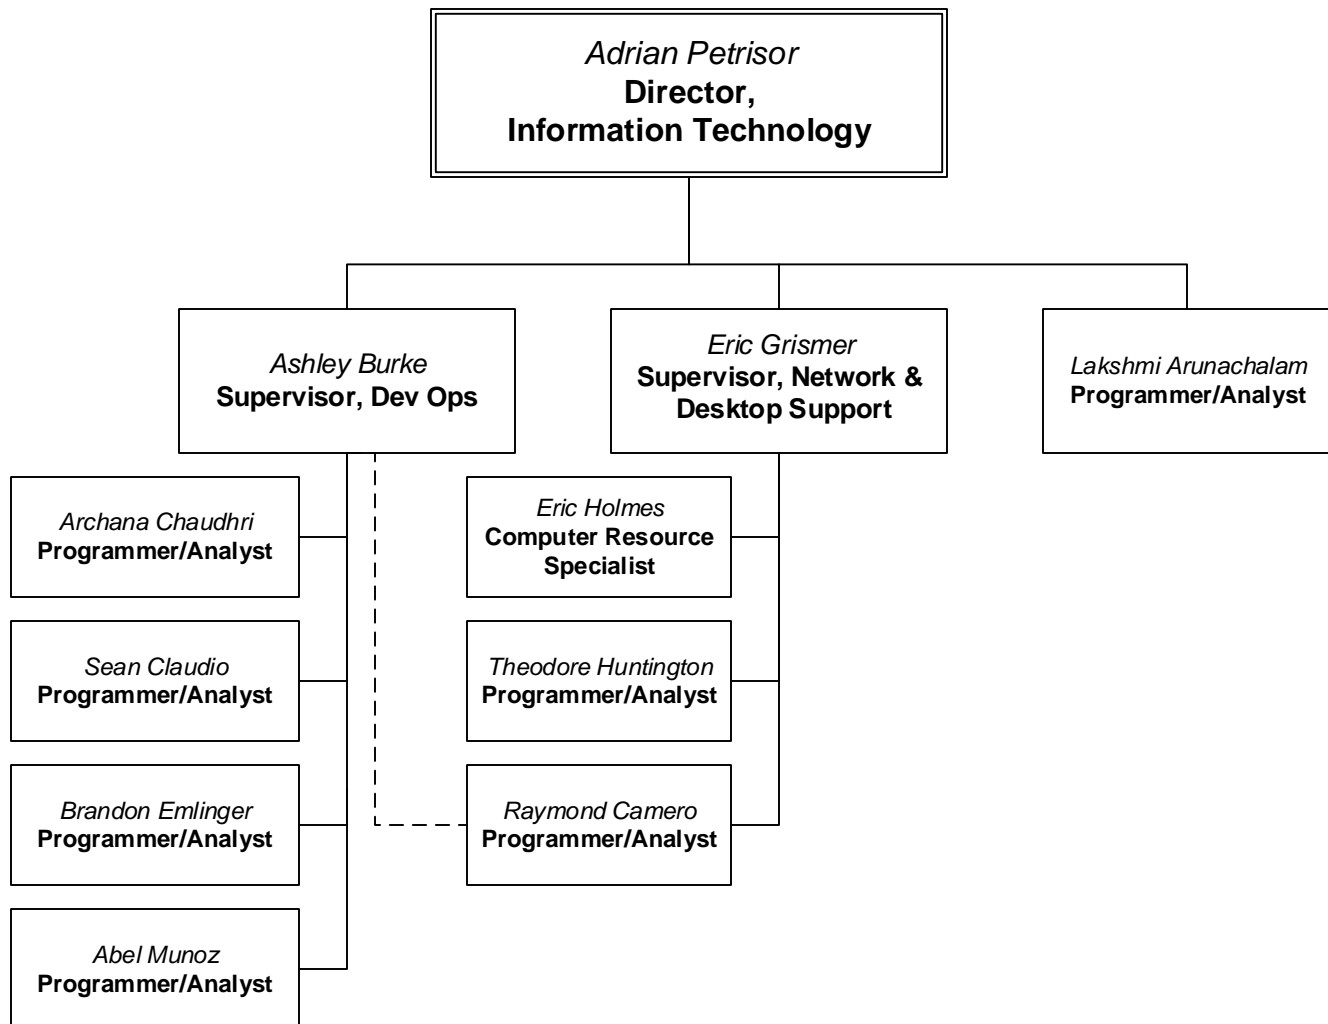 Adrian Petrisor
Director,
Information Technology
Ashley Burke
Supervisor, Dev Ops
Eric Grismer
Supervisor, Network &
Desktop Support
Lakshmi Arunachalam
Programmer/Analyst
Archana Chaudhri
Programmer/Analyst
Sean Claudio
Programmer/Analyst
Brandon Emlinger
Programmer/Analyst
Abel Munoz
Programmer/Analyst
Eric Holmes
Computer Resource
Specialist
Theodore Huntington
Programmer/Analyst
Raymond Camero
Programmer/Analyst